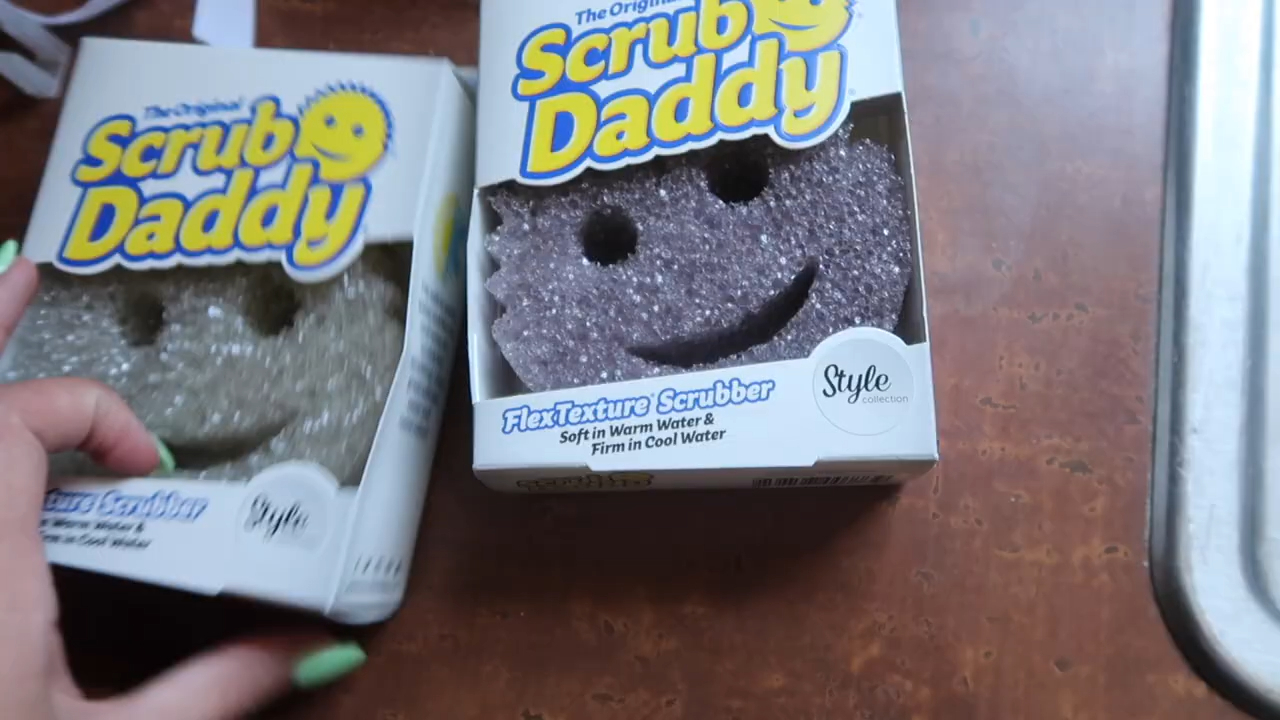 The Original
Scrub
Daddy
Scrubber
Style
The Original
Scrub
Daddy
FlexTexture Scrubber
Soft in Warm Water &
Firm in Cool Water
Style
collection